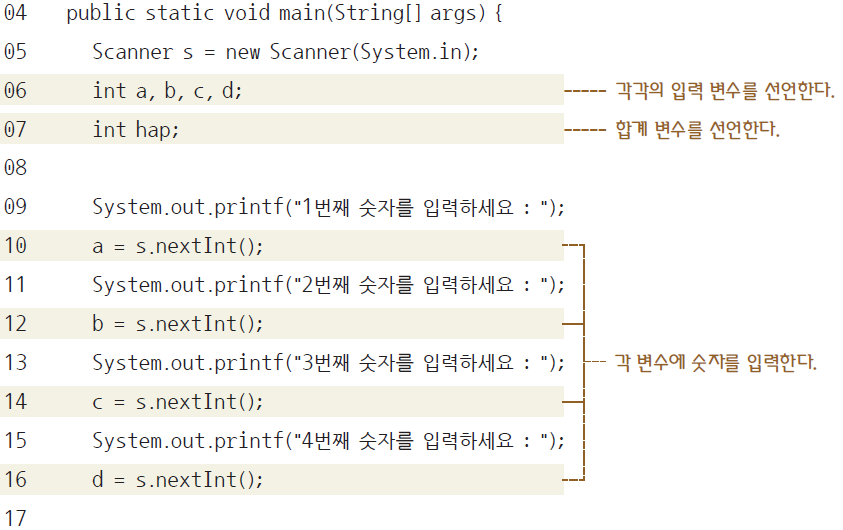 04 public static void main(String[] args) {
05 Scanner s = new Scanner(System.in);
06 int a, b, c, d; 각각의 입력 변수를 선언한다.
07 int hap; 합계 변수를 선언한다.
08
09 System.out.printf("1번째 숫자를 입력하세요 : ");
10 a = s.nextInt();
11 System.out.printf("2번째 숫자를 입력하세요 : ");
12 b = s.nextInt();
13 System.out.printf("3번째 숫자를 입력하세요 : "); 각 변수에 숫자를 입력한다.
14 c = s.nextInt();
15 System.out.printf("4번째 숫자를 입력하세요 : ");
16 d = s.nextInt();
17